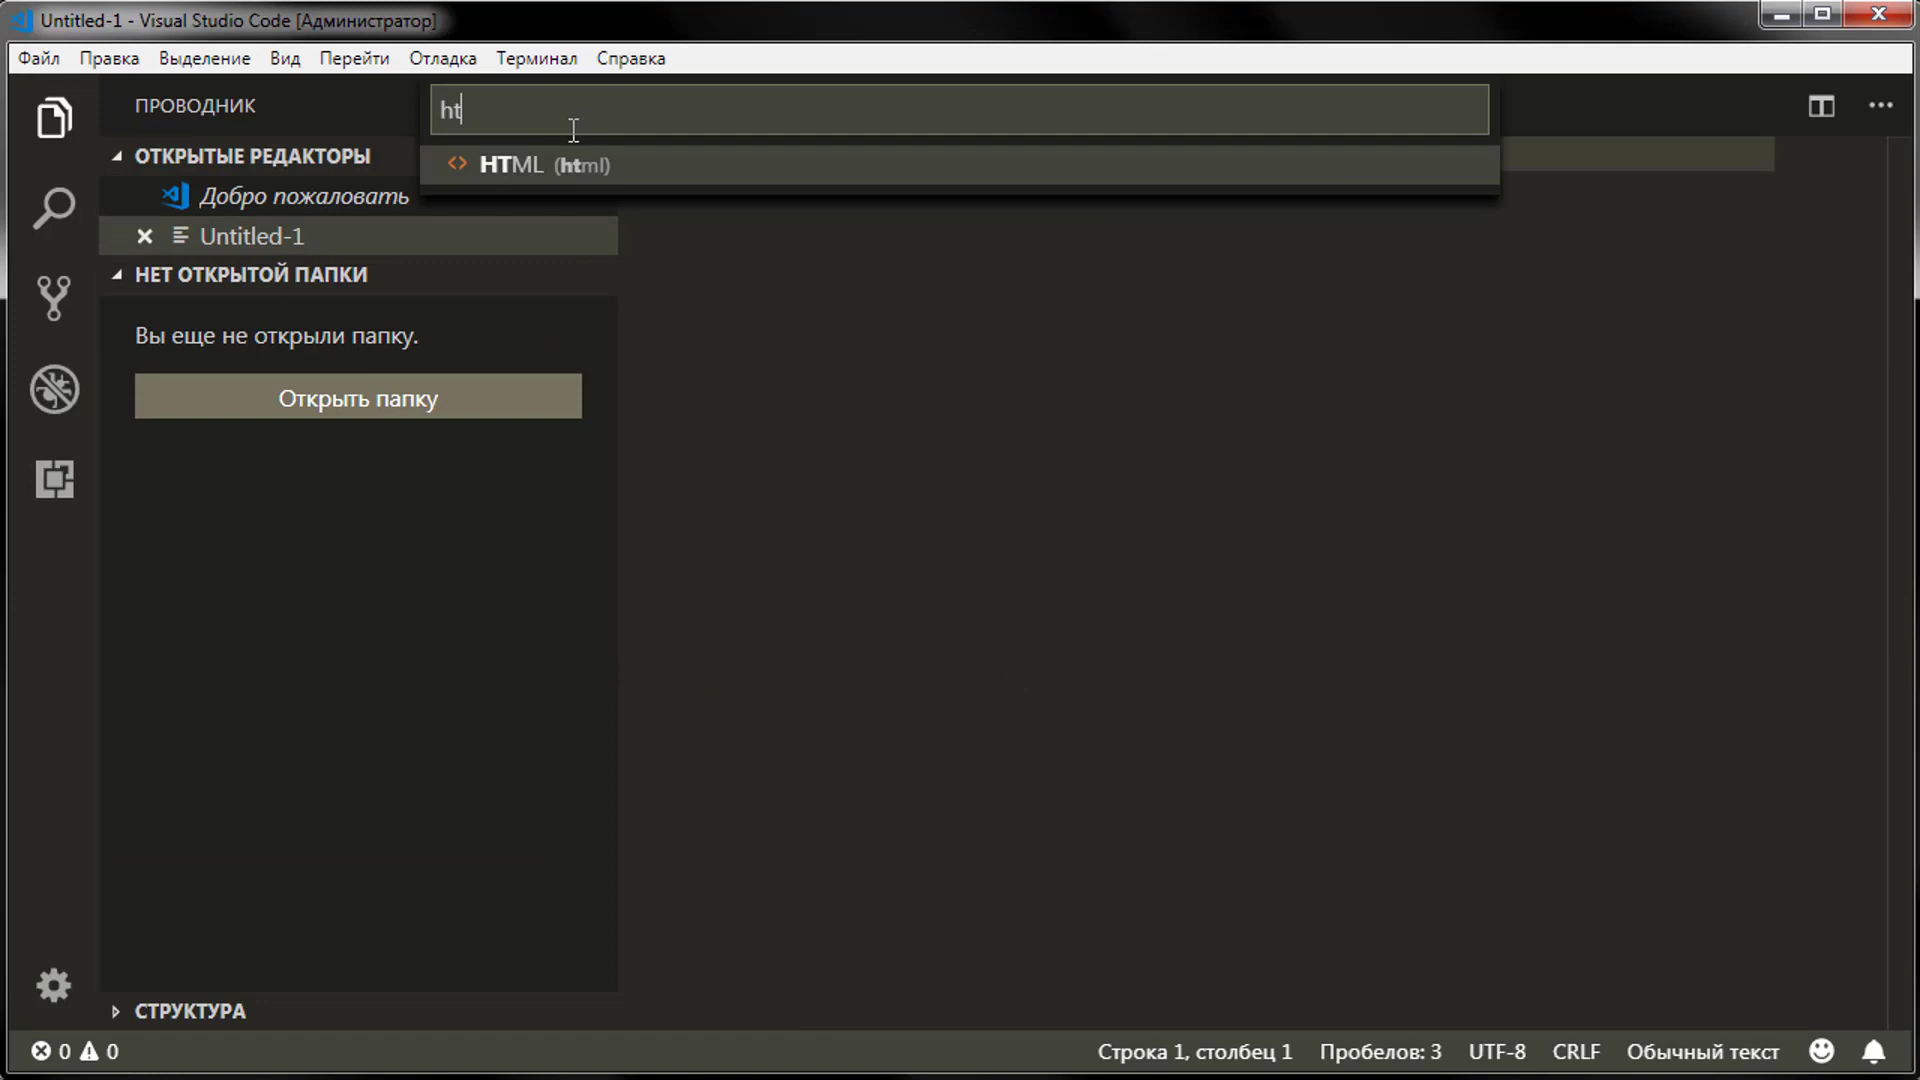 Untitled-1 - Visual Studio Code [Администратор]
Файл Правка Выделение Вид Перейти Отладка Терминал Справка
ПРОВОДНИК
ht
ОТКРЫТЫЕ РЕДАКТОРЫ
HTML (html)
Добро пожаловать
Untitled-1
НЕТ ОТКРЫТОЙ ПАПКИ
Вы еще не открыли папку.
Открыть папку
СТРУКТУРА
0 0 Строка 1, столбец 1 Пробелов: 3 UTF-8 CRLF Обычный текст